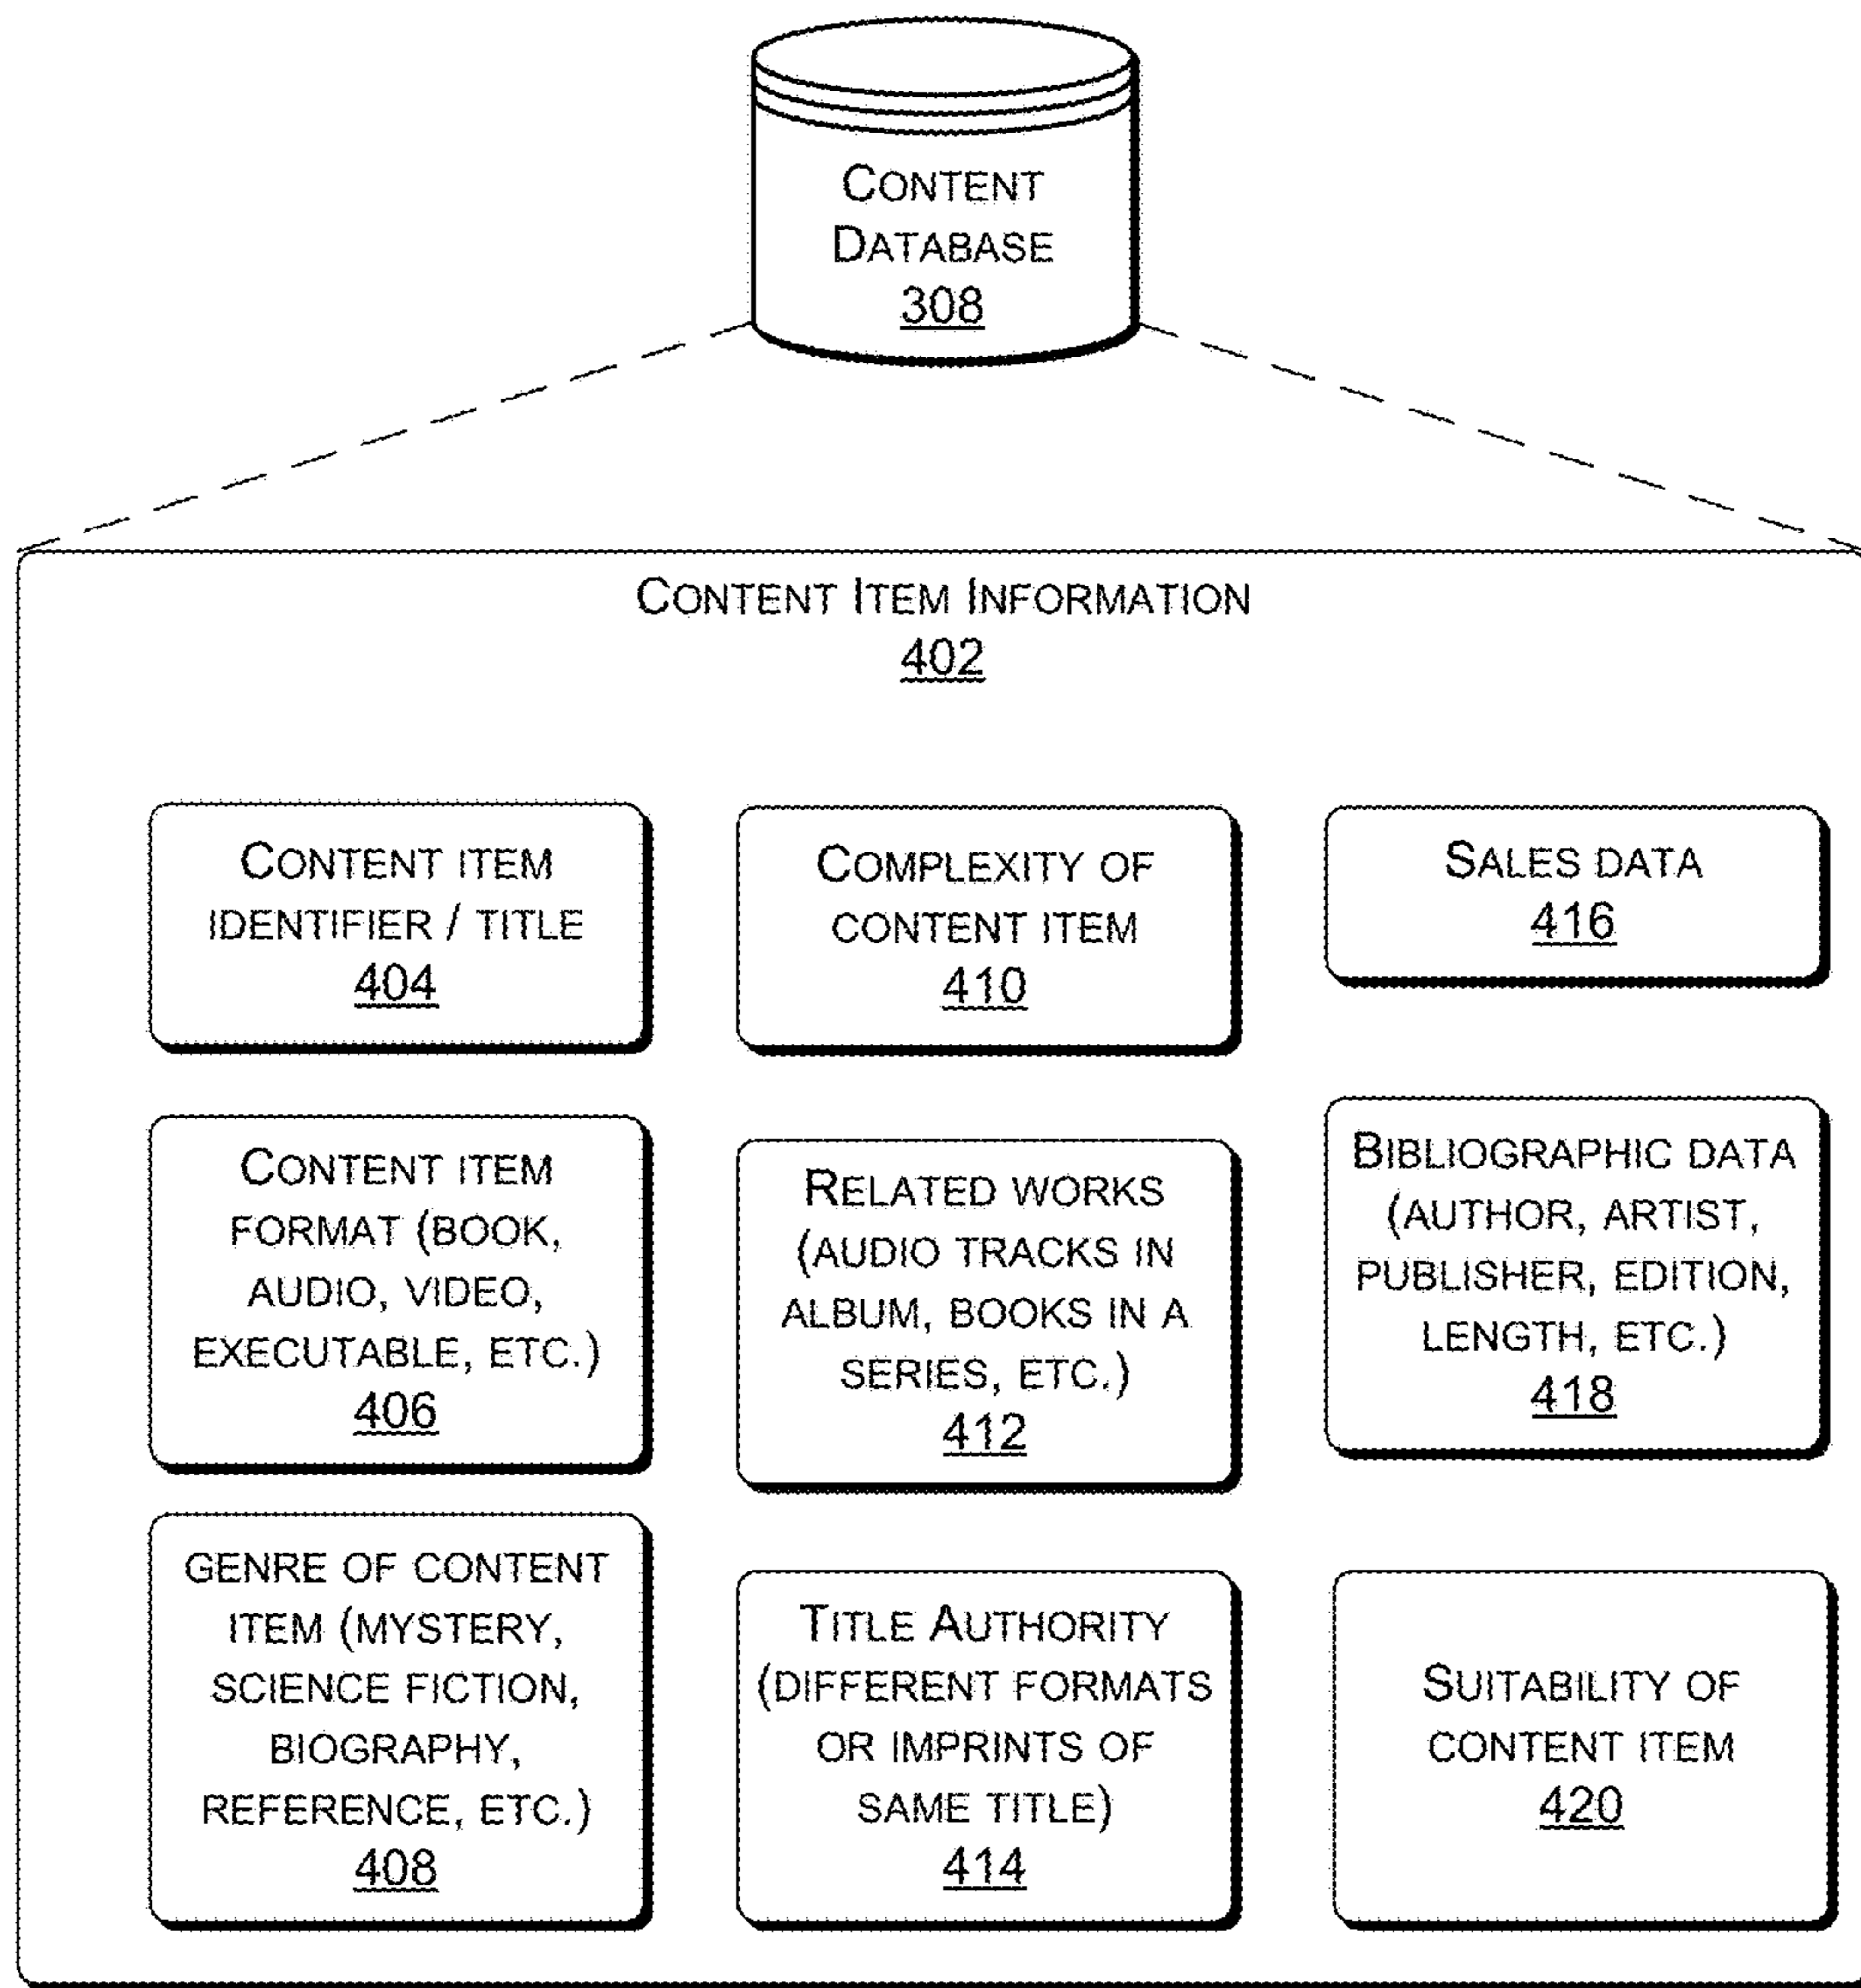 CONTENT
DATABASE
308
CONTENT ITEM INFORMATION
402
CONTENT ITEM
IDENTIFIER / TITLE
404
CONTENT ITEM
FORMAT (BOOK,
AUDIO, VIDEO,
EXECUTABLE, ETC.)
406
GENRE OF CONTENT
ITEM (MYSTERY,
SCIENCE FICTION,
BIOGRAPHY,
REFERENCE, ETC.)
408
COMPLEXITY OF
CONTENT ITEM
410
RELATED WORKS
(AUDIO TRACKS IN
ALBUM, BOOKS IN A
SERIES, ETC.)
412
TITLE AUTHORITY
(DIFFERENT FORMATS
OR IMPRINTS OF
SAME TITLE)
414
SALES DATA
416
BIBLIOGRAPHIC DATA
(AUTHOR, ARTIST,
PUBLISHER, EDITION,
LENGTH, ETC.)
418
SUITABILITY OF
CONTENT ITEM
420